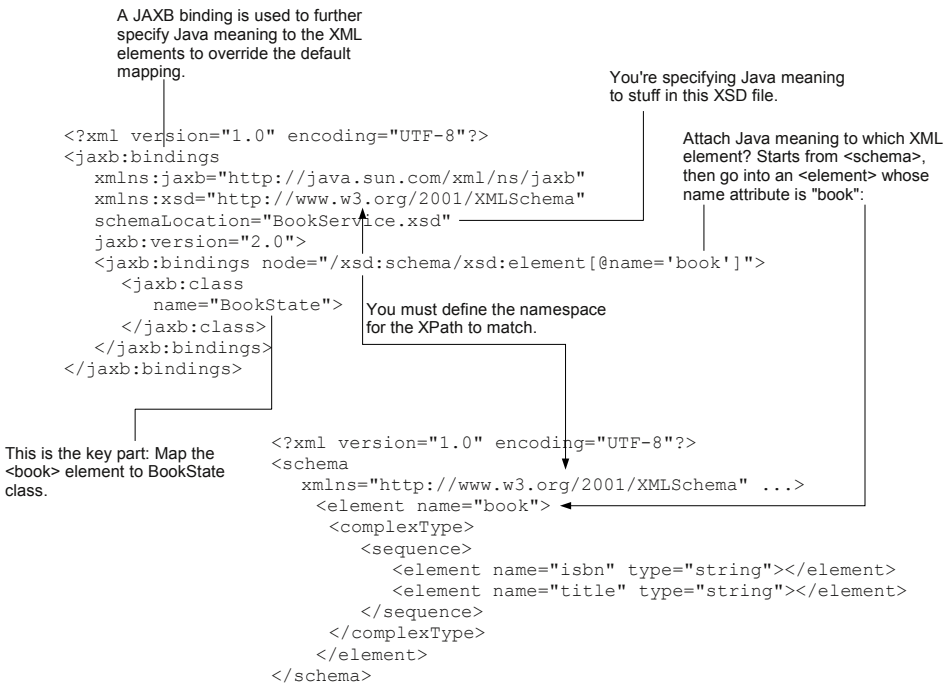 A JAXB binding is used to further
specify Java meaning to the XML
elements to override the default
mapping.
You're specifying Java meaning
to stuff in this XSD file.
Attach Java meaning to which XML
element? Starts from <schema>,
then go into an <element> whose
name attribute is "book":
<?xml version="1.0" encoding="UTF-8"?>
<jaxb:bindings
xmlns:jaxb="http://java.sun.com/xml/ns/jaxb"
xmlns:xsd="http://www.w3.org/2001/XMLSchema"
schemaLocation="BookService.xsd"
jaxb:version="2.0">
<jaxb:bindings node="/xsd:schema/xsd:element[@name='book']">
<jaxb:class
name="BookState">
</jaxb:class>
</jaxb:bindings>
</jaxb:bindings>
You must define the namespace
for the XPath to match.
This is the key part: Map the
<book> element to BookState
class.
<?xml version="1.0" encoding="UTF-8"?>
<schema
xmlns="http://www.w3.org/2001/XMLSchema" ...>
<element name="book">
<complexType>
<sequence>
<element name="isbn" type="string"></element>
<element name="title" type="string"></element>
</sequence>
</complexType>
</element>
</schema>